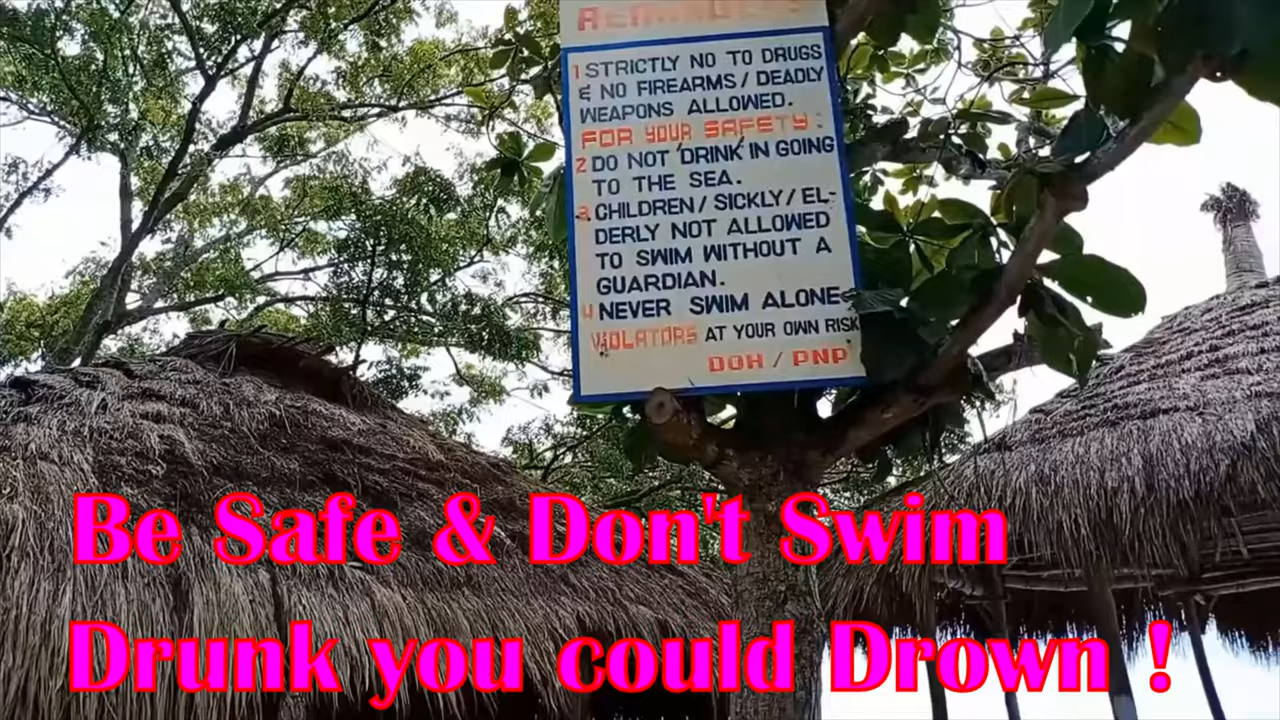 REMINDERS
1 STRICTLY NO TO DRUGS
& NO FIREARMS / DEADLY
WEAPONS ALLOWED.
FOR YOUR SAFETY :
2 DO NOT 'DRINK' IN GOING
TO THE SEA.
3 CHILDREN / SICKLY / EL-
DERLY NOT ALLOWED
TO SWIM WITHOUT A
GUARDIAN.
4 NEVER SWIM ALONE
VIOLATORS AT YOUR OWN RISK
DOH / PNP
Be Safe & Don't Swim
Drunk you could Drown !